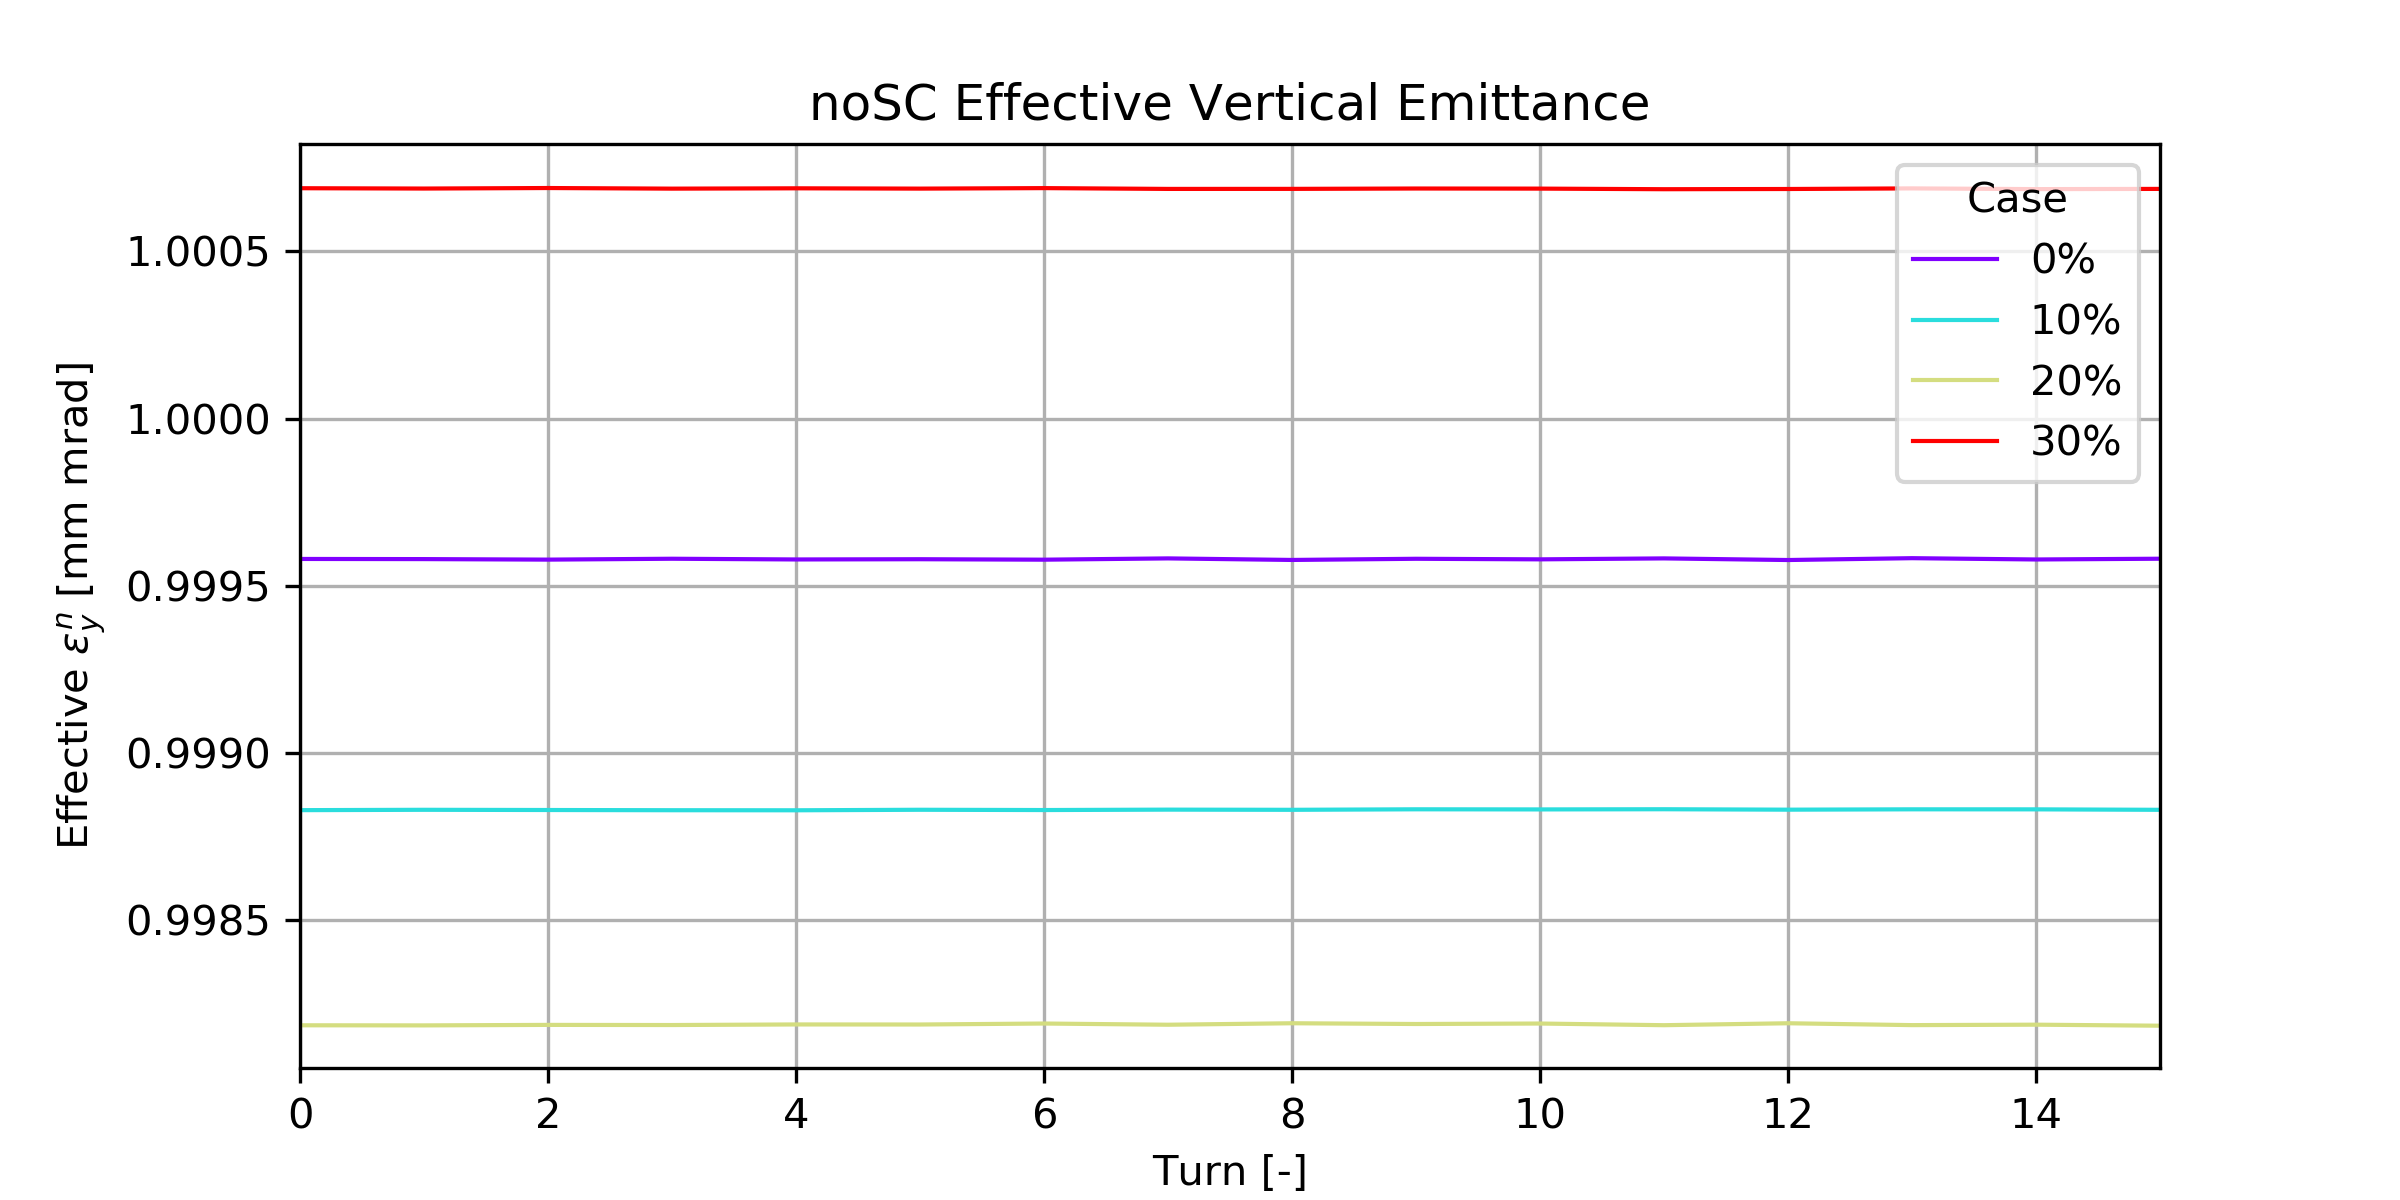 noSC Effective Vertical Emittance
Effective εyⁿ [mm mrad]
1.0005
1.0000
0.9995
0.9990
0.9985
Case
0%
10%
20%
30%
0 2 4 6 8 10 12 14
Turn [-]